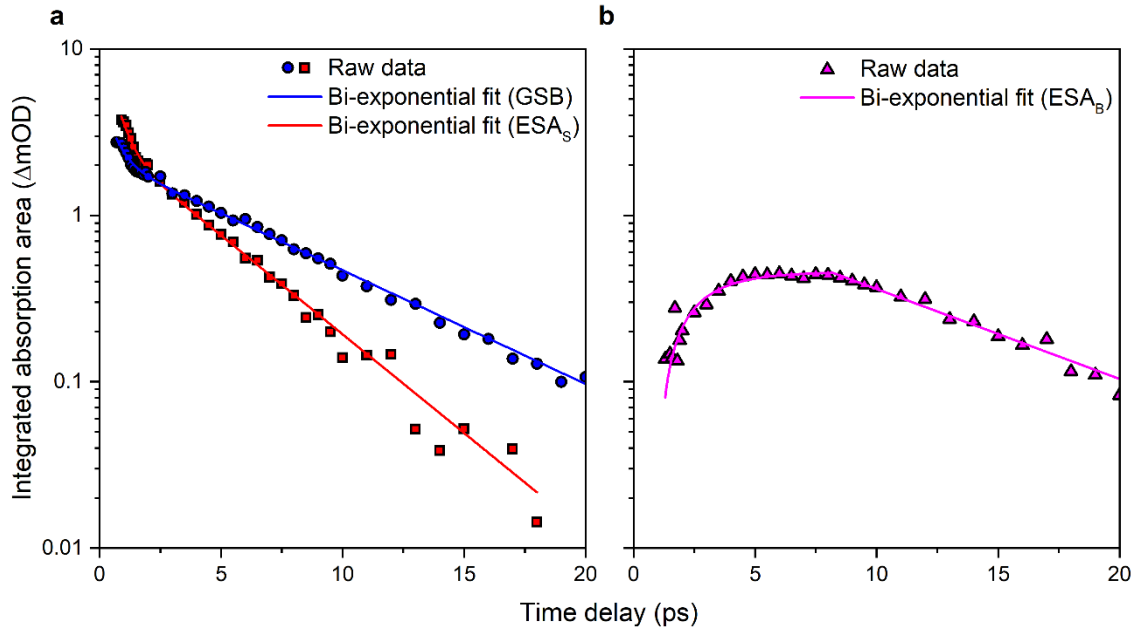 a
b
10
1
0.1
0.01
Integrated absorption area (ΔmOD)
Raw data
Bi-exponential fit (GSB)
Bi-exponential fit (ESA_S)
Raw data
Bi-exponential fit (ESA_B)
0 5 10 15 20
0 5 10 15 20
Time delay (ps)